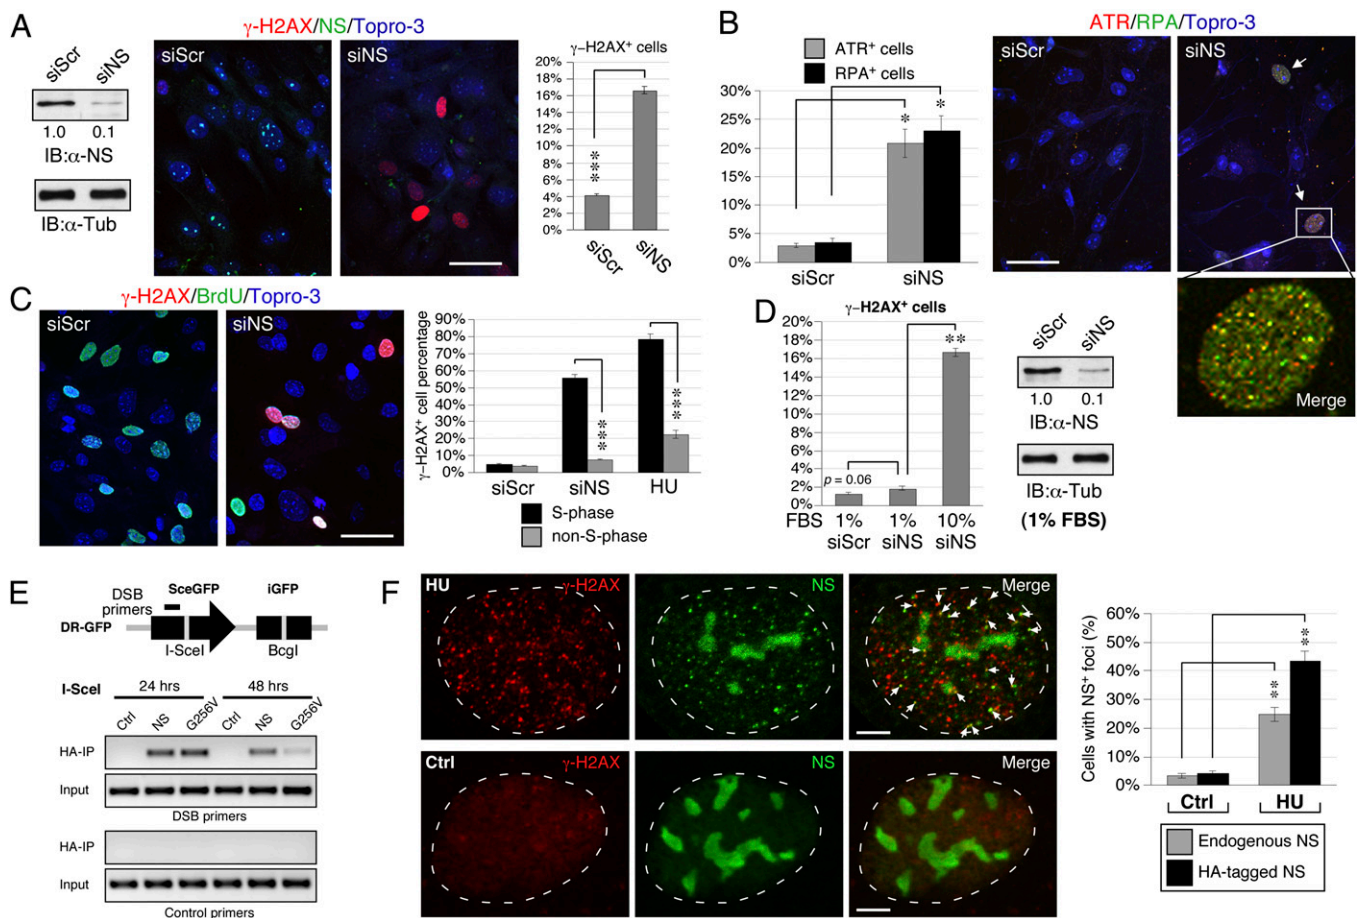 A
γ-H2AX/NS/Topro-3
siScr
siNS
1.0
0.1
IB:α-NS
IB:α-Tub
siScr
siNS
γ-H2AX⁺ cells
20%
18%
16%
14%
12%
10%
8%
6%
4%
2%
0%
***
siScr
siNS
B
ATR⁺ cells
RPA⁺ cells
30%
25%
20%
15%
10%
5%
0%
*
*
siScr
siNS
ATR/RPA/Topro-3
siScr
siNS
Merge
C
γ-H2AX/BrdU/Topro-3
siScr
siNS
γ-H2AX⁺ cell percentage
90%
80%
70%
60%
50%
40%
30%
20%
10%
0%
***
***
siScr
siNS
HU
S-phase
non-S-phase
D
γ-H2AX⁺ cells
20%
18%
16%
14%
12%
10%
8%
6%
4%
2%
0%
p = 0.06
**
FBS 1% 1% 10%
siScr siNS siNS
siScr
siNS
1.0
0.1
IB:α-NS
IB:α-Tub
(1% FBS)
E
DSB
primers
SceGFP
iGFP
DR-GFP
I-SceI
BcgI
I-SceI
24 hrs
48 hrs
Ctrl
NS
G256V
Ctrl
NS
G256V
HA-IP
Input
DSB primers
HA-IP
Input
Control primers
F
HU
γ-H2AX
NS
Merge
Ctrl
γ-H2AX
NS
Merge
Cells with NS⁺ foci (%)
60%
50%
40%
30%
20%
10%
0%
**
**
Ctrl
HU
Endogenous NS
HA-tagged NS